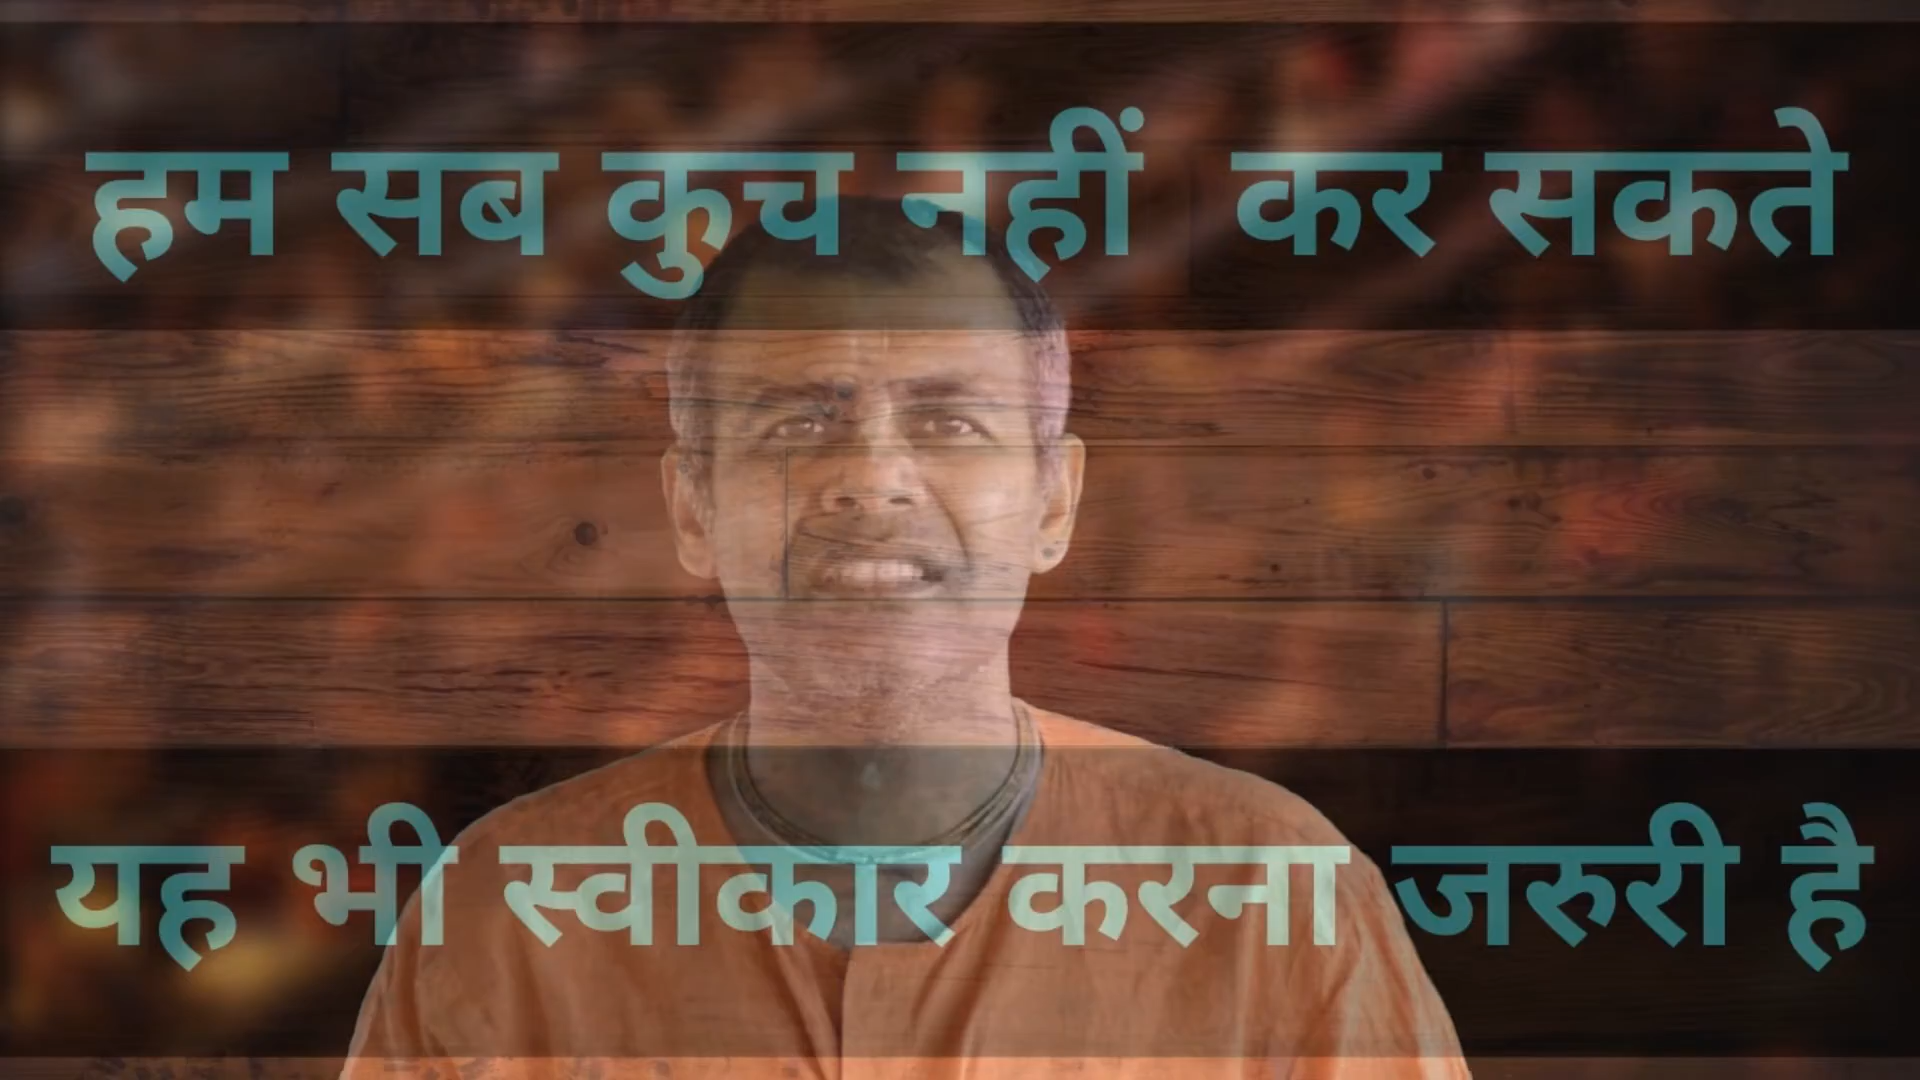 हम सब कुच नहीं कर सकते
यह भी स्वीकार करना जरुरी है